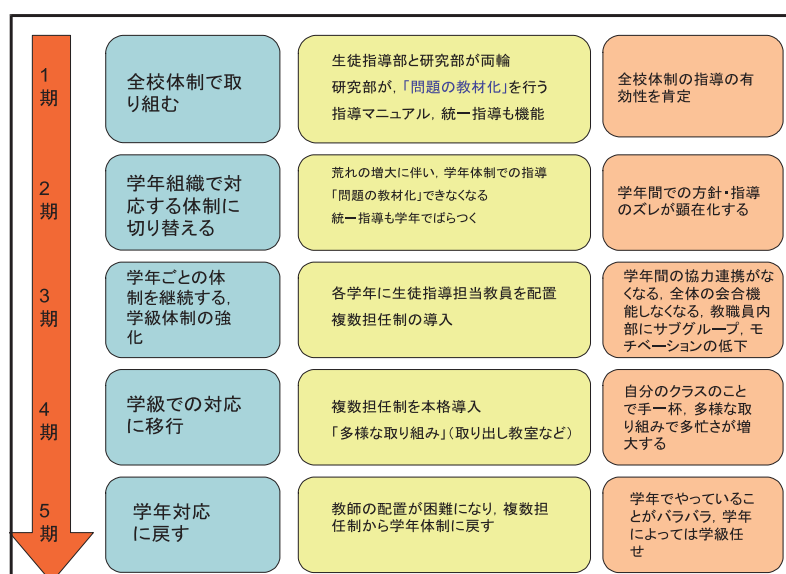 1
期
全校体制で取
り組む
生徒指導部と研究部が両輪
研究部が,「問題の教材化」を行う
指導マニュアル,統一指導も機能
全校体制の指導の有
効性を肯定
2
期
学年組織で対
応する体制に
切り替える
荒れの増大に伴い,学年体制での指導
「問題の教材化」できなくなる
統一指導も学年でばらつく
学年間での方針・指導
のズレが顕在化する
3
期
学年ごとの体
制を継続する,
学級体制の強
化
各学年に生徒指導担当教員を配置
複数担任制の導入
学年間の協力連携がな
くなる,全体の会合機
能しなくなる,教職員内
部にサブグループ,モ
チベーションの低下
4
期
学級での対応
に移行
複数担任制を本格導入
「多様な取り組み」(取り出し教室など)
自分のクラスのこと
で手一杯,多様な取
り組みで多忙さが増
大する
5
期
学年対応
に戻す
教師の配置が困難になり,複数担
任制から学年体制に戻す
学年でやっているこ
とがバラバラ,学年
によっては学級任
せ